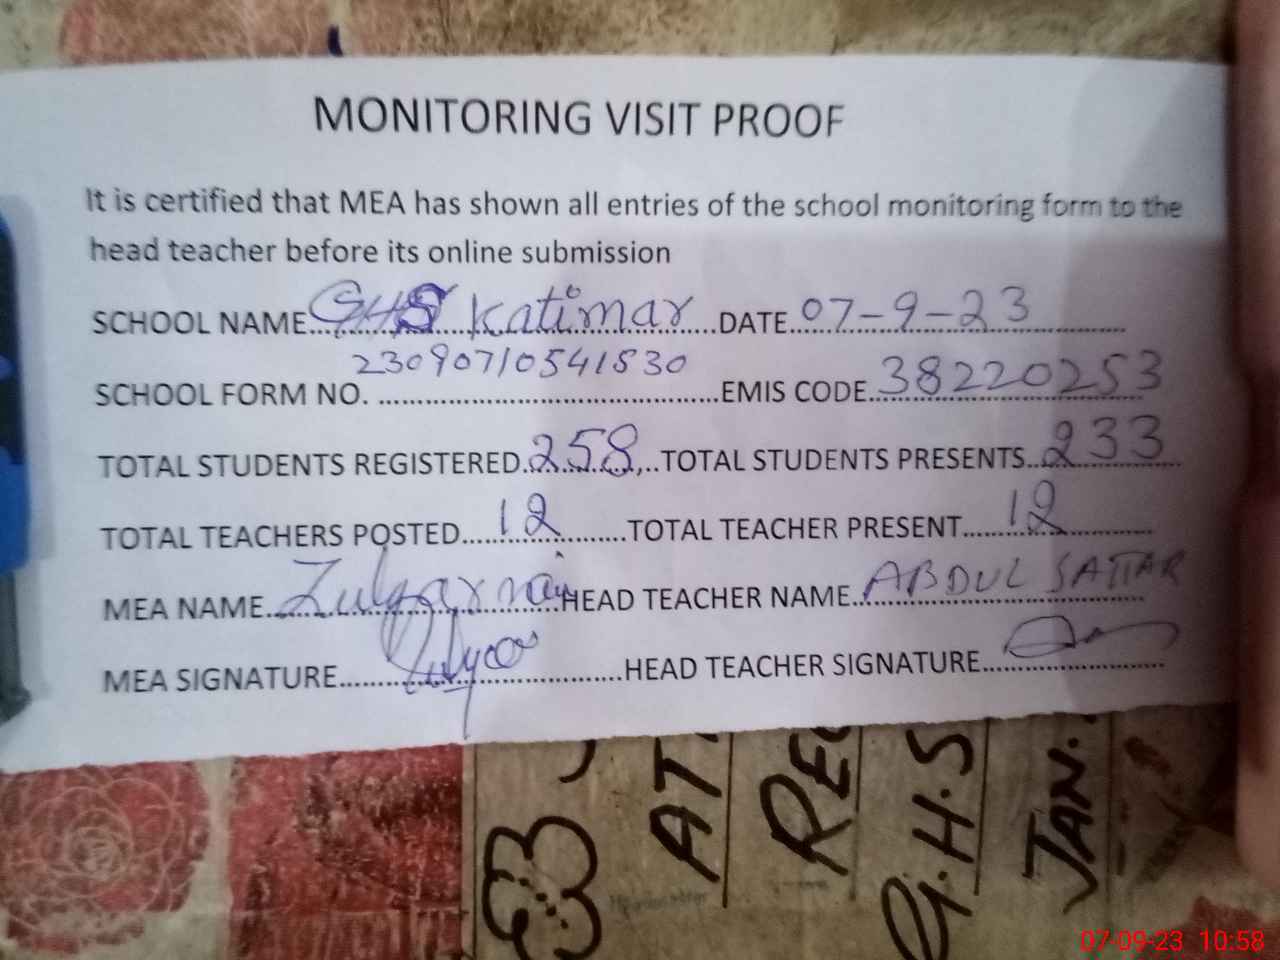 MONITORING VISIT PROOF
It is certified that MEA has shown all entries of the school monitoring form to the
head teacher before its online submission
SCHOOL NAME GHS Katimar DATE 07-9-23
23090710541530
SCHOOL FORM NO. EMIS CODE 38220253
TOTAL STUDENTS REGISTERED 258 TOTAL STUDENTS PRESENTS 233
TOTAL TEACHERS POSTED 12 TOTAL TEACHER PRESENT 12
MEA NAME Zulqarnain HEAD TEACHER NAME ABDUL SATTAR
MEA SIGNATURE HEAD TEACHER SIGNATURE
G.H.S
JAN.
07-09-23 10:58